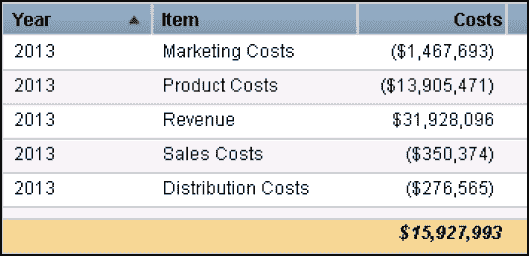 Year Item Costs
2013 Marketing Costs ($1,467,693)
2013 Product Costs ($13,905,471)
2013 Revenue $31,928,096
2013 Sales Costs ($350,374)
2013 Distribution Costs ($276,565)
$15,927,993